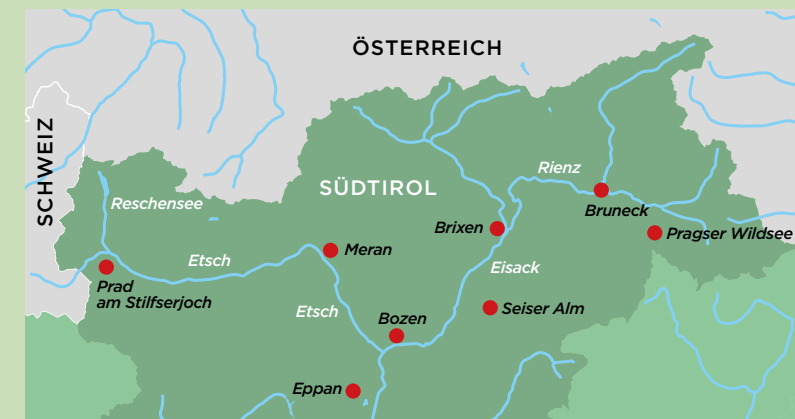 ÖSTERREICH
SCHWEIZ
SÜDTIROL
Reschensee
Rienz
Bruneck
Brixen
Pragser Wildsee
Meran
Etsch
Eisack
Prad
am Stilfserjoch
Etsch
Seiser Alm
Bozen
Eppan